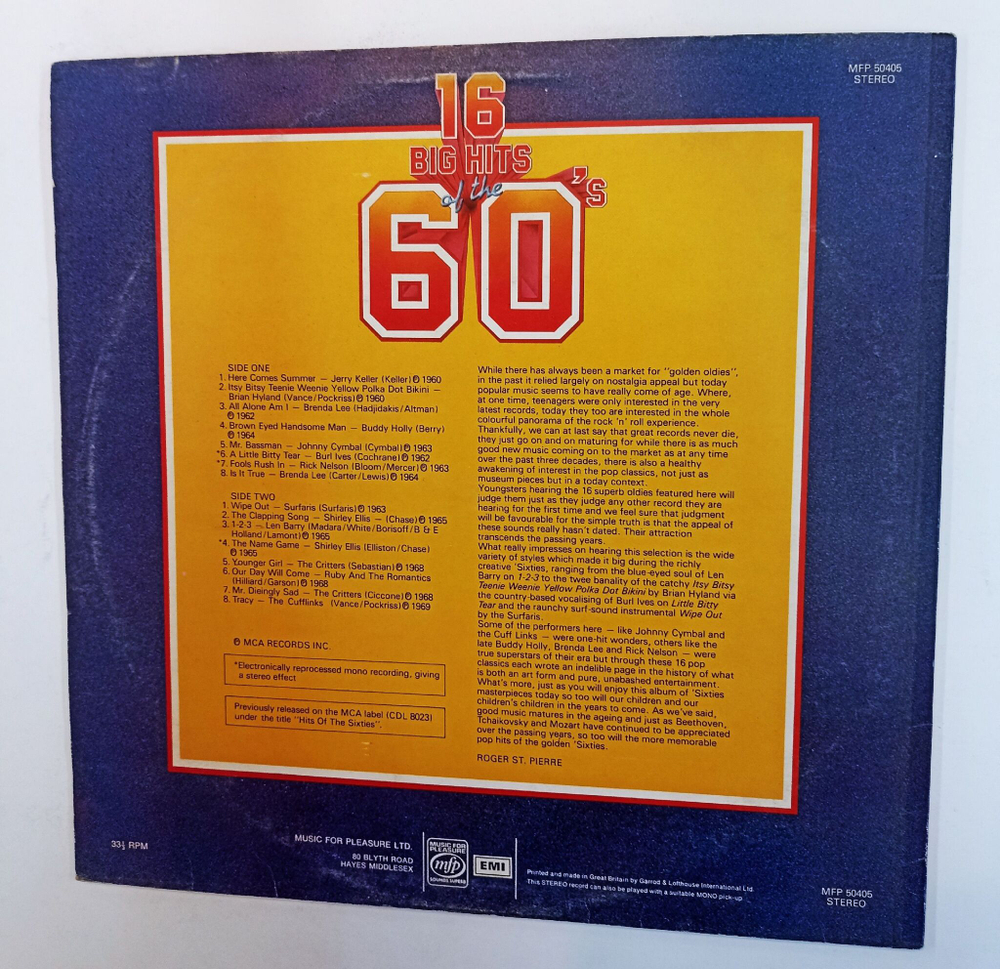 MFP 50405
STEREO
16
BIG HITS
of the
60's
SIDE ONE
1. Here Comes Summer — Jerry Keller (Keller) ℗ 1960
2. Itsy Bitsy Teenie Weenie Yellow Polka Dot Bikini —
Brian Hyland (Vance/Pockriss) ℗ 1960
3. All Alone Am I — Brenda Lee (Hadjidakis/Altman)
℗ 1962
4. Brown Eyed Handsome Man — Buddy Holly (Berry)
℗ 1964
5. Mr. Bassman — Johnny Cymbal (Cymbal) ℗ 1963
*6. A Little Bitty Tear — Burl Ives (Cochrane) ℗ 1962
*7. Fools Rush In — Rick Nelson (Bloom/Mercer) ℗ 1963
8. Is It True — Brenda Lee (Carter/Lewis) ℗ 1964
SIDE TWO
1. Wipe Out — Surfaris (Surfaris) ℗ 1963
2. The Clapping Song — Shirley Ellis — (Chase) ℗ 1965
3. 1-2-3 — Len Barry (Madara/White/Borisoff/B & E
Holland/Lamont) ℗ 1965
*4. The Name Game — Shirley Ellis (Elliston/Chase)
℗ 1965
5. Younger Girl — The Critters (Sebastian) ℗ 1968
6. Our Day Will Come — Ruby And The Romantics
(Hilliard/Garson) ℗ 1968
7. Mr. Dieingly Sad — The Critters (Ciccone) ℗ 1968
8. Tracy — The Cufflinks (Vance/Pockriss) ℗ 1969
℗ MCA RECORDS INC.
*Electronically reprocessed mono recording, giving
a stereo effect
Previously released on the MCA label (CDL 8023)
under the title "Hits Of The Sixties".
While there has always been a market for "golden oldies",
in the past it relied largely on nostalgia appeal but today
popular music seems to have really come of age. Where,
at one time, teenagers were only interested in the very
latest records, today they too are interested in the whole
colourful panorama of the rock 'n' roll experience.
Thankfully, we can at last say that great records never die,
they just go on and on maturing for while there is as much
good new music coming on to the market as at any time
over the past three decades, there is also a healthy
awakening of interest in the pop classics, not just as
museum pieces but in a today context.
Youngsters hearing the 16 superb oldies featured here will
judge them just as they judge any other record they are
hearing for the first time and we feel sure that judgment
will be favourable for the simple truth is that the appeal of
these sounds really hasn't dated. Their attraction
transcends the passing years.
What really impresses on hearing this selection is the wide
variety of styles which made it big during the richly
creative 'Sixties, ranging from the blue-eyed soul of Len
Barry on 1-2-3 to the twee banality of the catchy Itsy Bitsy
Teenie Weenie Yellow Polka Dot Bikini by Brian Hyland via
the country-based vocalising of Burl Ives on Little Bitty
Tear and the raunchy surf-sound instrumental Wipe Out
by the Surfaris.
Some of the performers here — like Johnny Cymbal and
the Cuff Links — were one-hit wonders, others like the
late Buddy Holly, Brenda Lee and Rick Nelson — were
true superstars of their era but through these 16 pop
classics each wrote an indelible page in the history of what
is both an art form and pure, unabashed entertainment.
What's more, just as you will enjoy this album of 'Sixties
masterpieces today so too will our children and our
children's children in the years to come. As we've said,
good music matures in the ageing and just as Beethoven,
Tchaikovsky and Mozart have continued to be appreciated
over the passing years, so too will the more memorable
pop hits of the golden 'Sixties.
ROGER ST. PIERRE
33⅓ RPM
MUSIC FOR PLEASURE LTD.
80 BLYTH ROAD
HAYES MIDDLESEX
MUSIC FOR
PLEASURE
mfp
SOUNDS SUPERB
EMI
Printed and made in Great Britain by Garrod & Lofthouse International Ltd.
This STEREO record can also be played with a suitable MONO pick-up
MFP 50405
STEREO